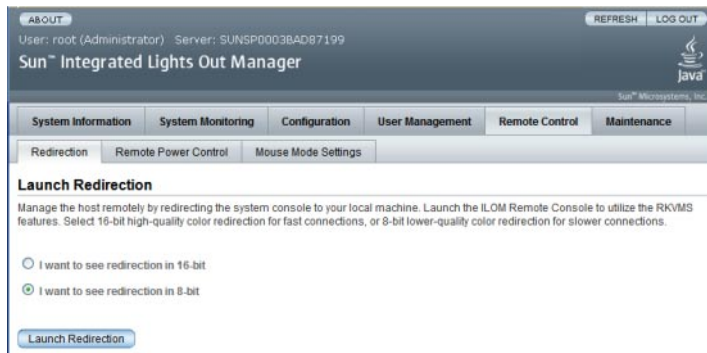 ABOUT
REFRESH LOG OUT
User: root (Administrator) Server: SUNSP0003BAD87199
Sun™ Integrated Lights Out Manager
Java
Sun™ Microsystems, Inc.
System Information System Monitoring Configuration User Management Remote Control Maintenance
Redirection Remote Power Control Mouse Mode Settings
Launch Redirection
Manage the host remotely by redirecting the system console to your local machine. Launch the ILOM Remote Console to utilize the RKVMS
features. Select 16-bit high-quality color redirection for fast connections, or 8-bit lower-quality color redirection for slower connections.
I want to see redirection in 16-bit
I want to see redirection in 8-bit
Launch Redirection